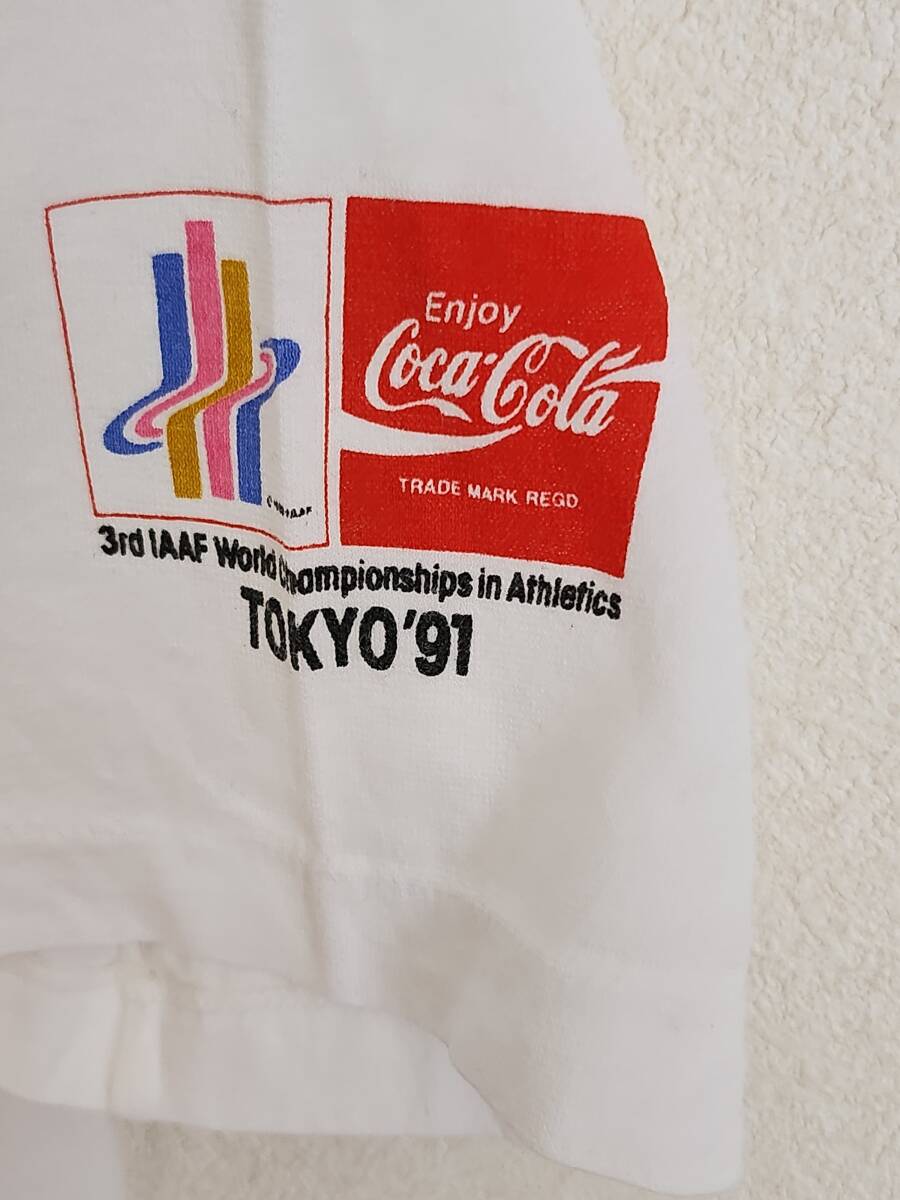 Enjoy
Coca-Cola
TRADE MARK REGD.
3rd IAAF World Championships in Athletics
TOKYO'91